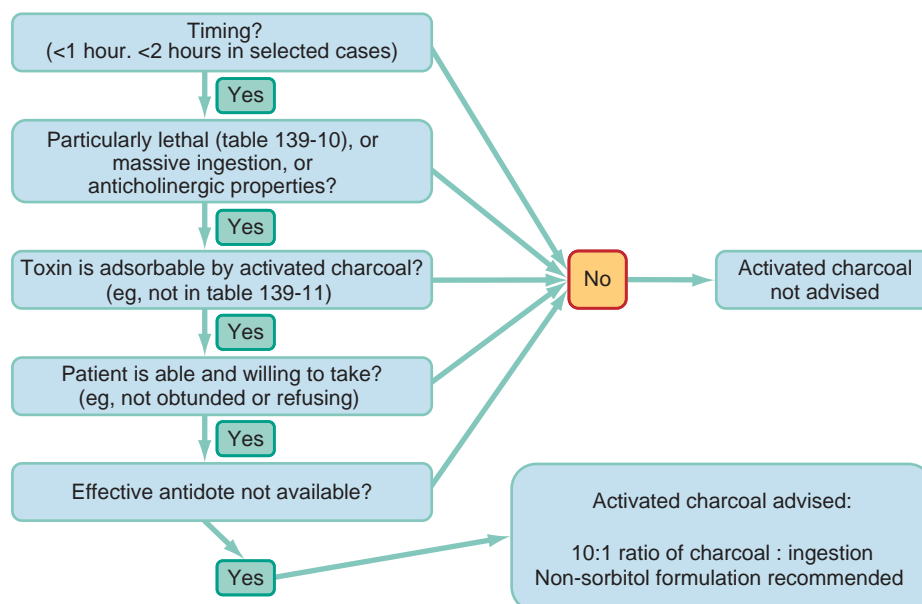 Timing?
(<1 hour. <2 hours in selected cases)
Yes
Particularly lethal (table 139-10), or
massive ingestion, or
anticholinergic properties?
Yes
Toxin is adsorbable by activated charcoal?
(eg, not in table 139-11)
Yes
Patient is able and willing to take?
(eg, not obtunded or refusing)
Yes
Effective antidote not available?
Yes
No
Activated charcoal
not advised
Activated charcoal advised:
10:1 ratio of charcoal : ingestion
Non-sorbitol formulation recommended